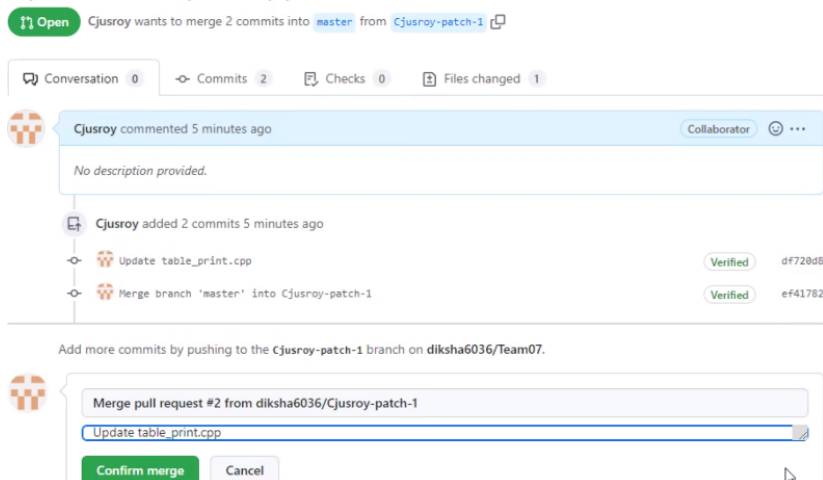 Open Cjusroy wants to merge 2 commits into master from Cjusroy-patch-1
Conversation 0 Commits 2 Checks 0 Files changed 1
Cjusroy commented 5 minutes ago Collaborator
No description provided.
Cjusroy added 2 commits 5 minutes ago
Update table_print.cpp Verified df720d8
Merge branch 'master' into Cjusroy-patch-1 Verified ef41782
Add more commits by pushing to the Cjusroy-patch-1 branch on diksha6036/Team07.
Merge pull request #2 from diksha6036/Cjusroy-patch-1
Update table_print.cpp
Confirm merge Cancel